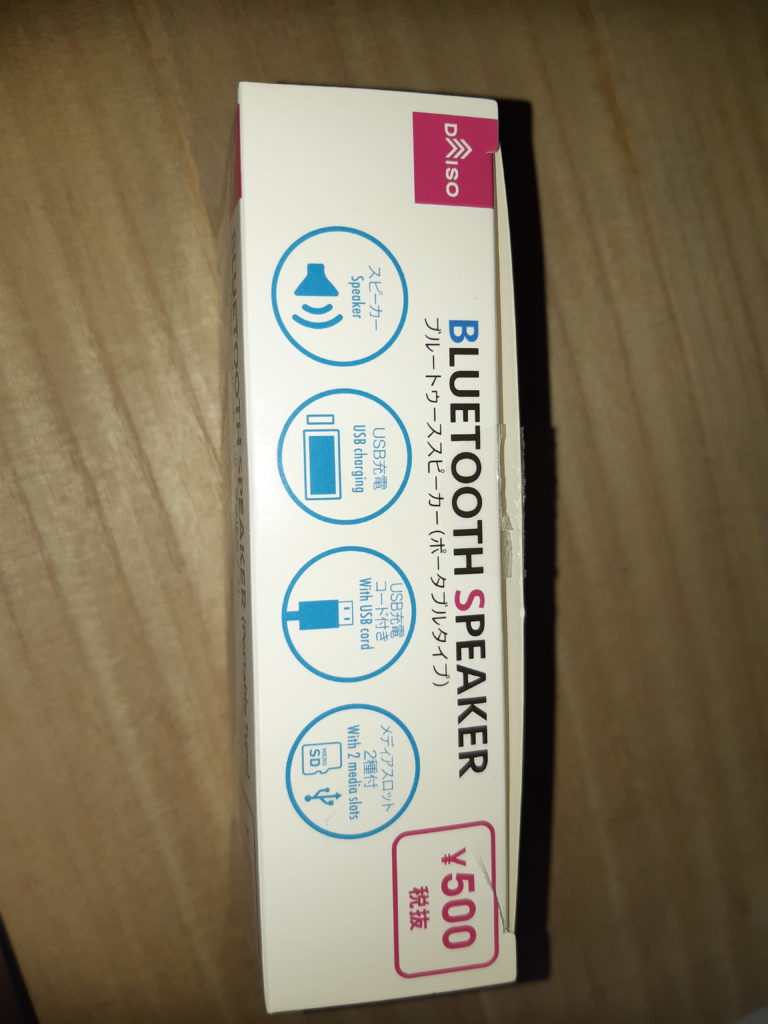 DAISO
BLUETOOTH SPEAKER
ブルートゥーススピーカー(ポータブルタイプ)
スピーカー
Speaker
USB充電
USB charging
USB充電
コード付き
With USB cord
メディアスロット
2種付
With 2 media slots
MICRO
SD
¥500
税抜
BLUETOOTH SPEAKER (Portable Type)